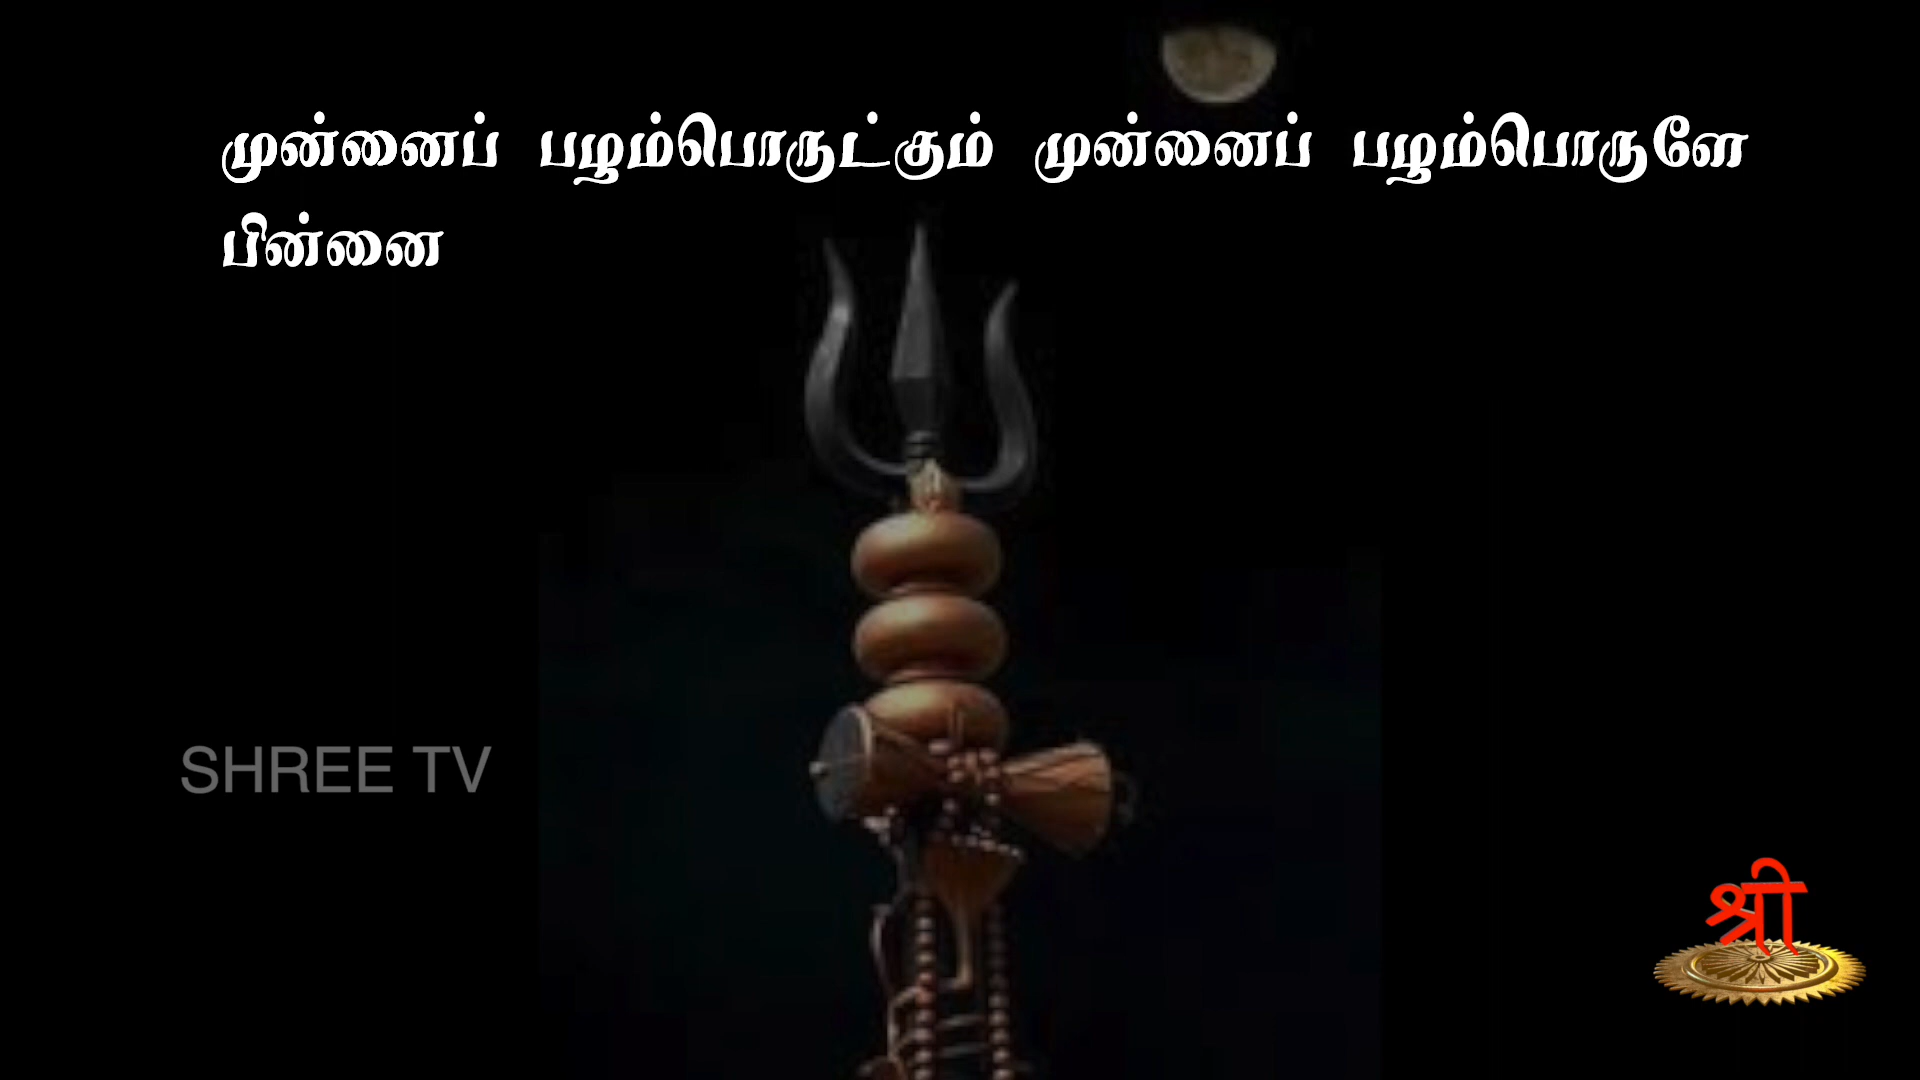 முன்னைப் பழம்பொருட்கும் முன்னைப் பழம்பொருளே
பின்னை
SHREE TV
श्री